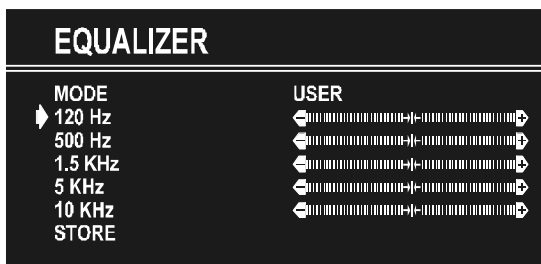 EQUALIZER
MODE USER
120 Hz
500 Hz
1.5 KHz
5 KHz
10 KHz
STORE